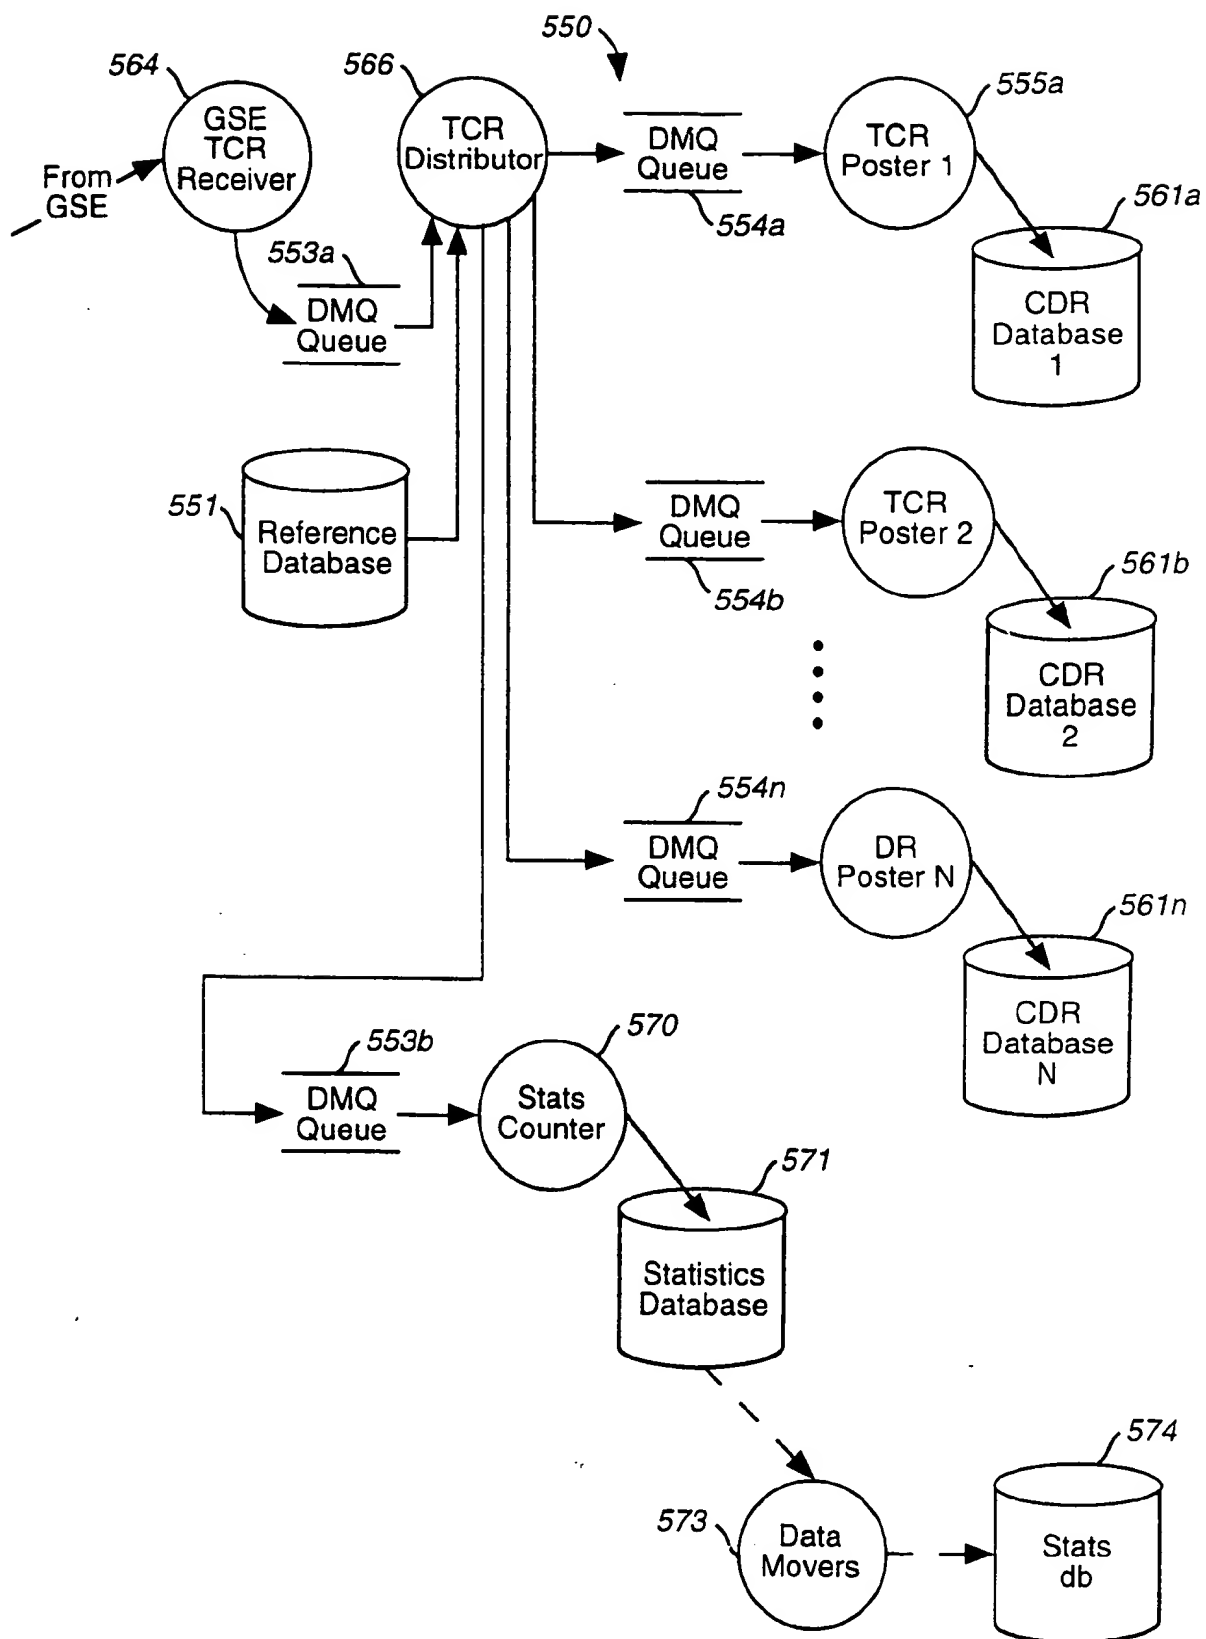 550
564
566
555a
GSE
TCR
Receiver
TCR
Distributor
DMQ
Queue
TCR
Poster 1
From
GSE
554a
561a
553a
DMQ
Queue
CDR
Database
1
551
Reference
Database
DMQ
Queue
TCR
Poster 2
554b
561b
CDR
Database
2
554n
DMQ
Queue
DR
Poster N
561n
CDR
Database
N
553b
570
DMQ
Queue
Stats
Counter
571
Statistics
Database
574
573
Data
Movers
Stats
db